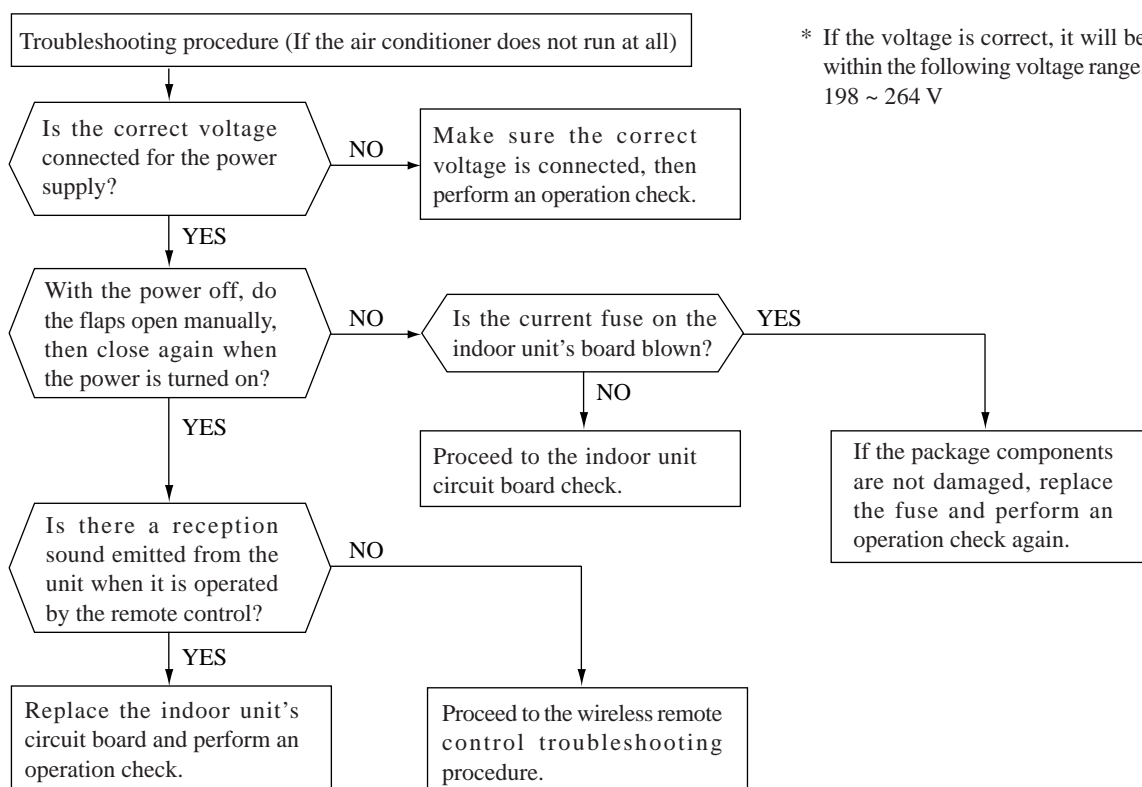 Troubleshooting procedure (If the air conditioner does not run at all)
* If the voltage is correct, it will be
within the following voltage range
198 ~ 264 V
Is the correct voltage
connected for the power
supply?
NO
Make sure the correct
voltage is connected, then
perform an operation check.
YES
With the power off, do
the flaps open manually,
then close again when
the power is turned on?
NO
Is the current fuse on the
indoor unit's board blown?
YES
NO
YES
Proceed to the indoor unit
circuit board check.
If the package components
are not damaged, replace
the fuse and perform an
operation check again.
Is there a reception
sound emitted from the
unit when it is operated
by the remote control?
NO
YES
Replace the indoor unit's
circuit board and perform an
operation check.
Proceed to the wireless remote
control troubleshooting
procedure.